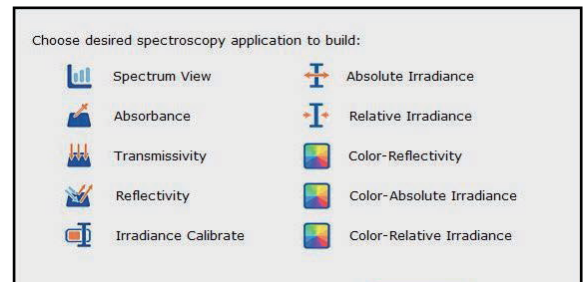 Choose desired spectroscopy application to build:
Spectrum View
Absorbance
Transmissivity
Reflectivity
Irradiance Calibrate
Absolute Irradiance
Relative Irradiance
Color-Reflectivity
Color-Absolute Irradiance
Color-Relative Irradiance